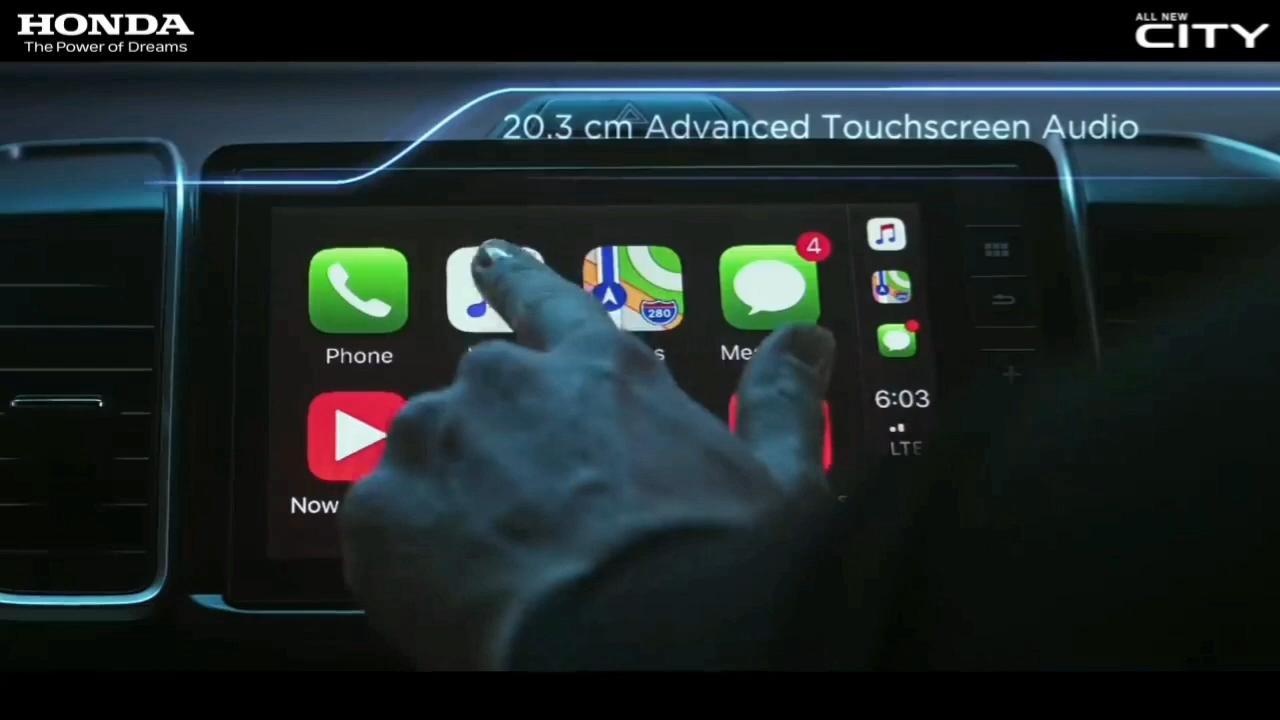 HONDA
The Power of Dreams
ALL NEW
CITY
20.3 cm Advanced Touchscreen Audio
4
280
Phone
6:03
LTE
Now